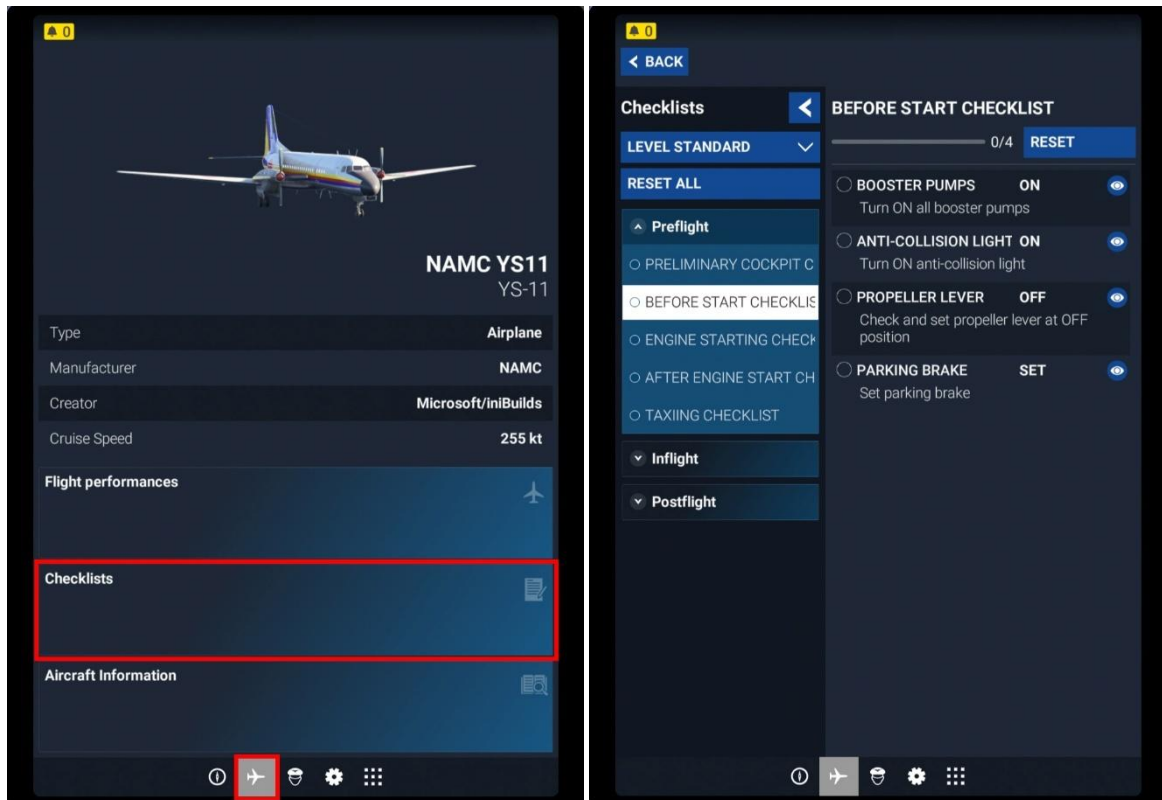 0
NAMC YS11
YS-11
Type Airplane
Manufacturer NAMC
Creator Microsoft/iniBuilds
Cruise Speed 255 kt
Flight performances
Checklists
Aircraft Information
0
< BACK
Checklists
LEVEL STANDARD
RESET ALL
Preflight
PRELIMINARY COCKPIT C
BEFORE START CHECKLIS
ENGINE STARTING CHECK
AFTER ENGINE START CH
TAXIING CHECKLIST
Inflight
Postflight
BEFORE START CHECKLIST
0/4 RESET
BOOSTER PUMPS ON
Turn ON all booster pumps
ANTI-COLLISION LIGHT ON
Turn ON anti-collision light
PROPELLER LEVER OFF
Check and set propeller lever at OFF
position
PARKING BRAKE SET
Set parking brake